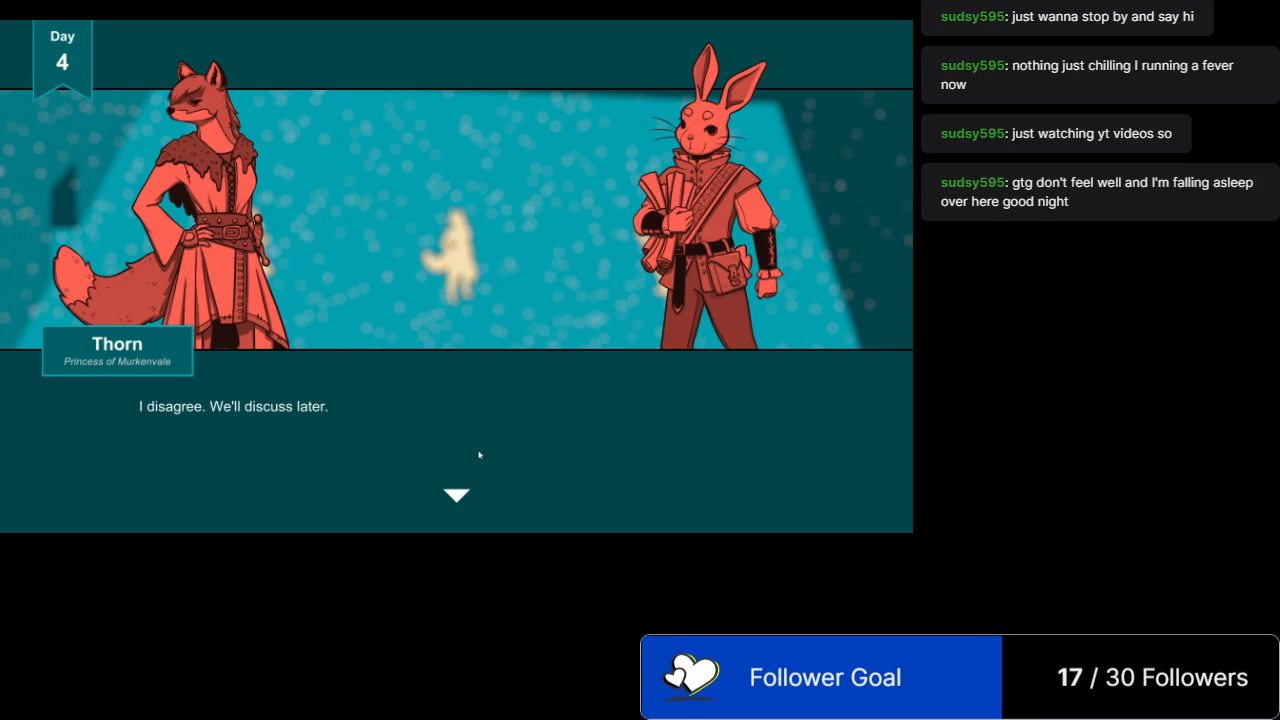 Day
4
Thorn
Princess of Murkenvale
I disagree. We'll discuss later.
sudsy595: just wanna stop by and say hi
sudsy595: nothing just chilling I running a fever
now
sudsy595: just watching yt videos so
sudsy595: gtg don't feel well and I'm falling asleep
over here good night
Follower Goal
17 / 30 Followers